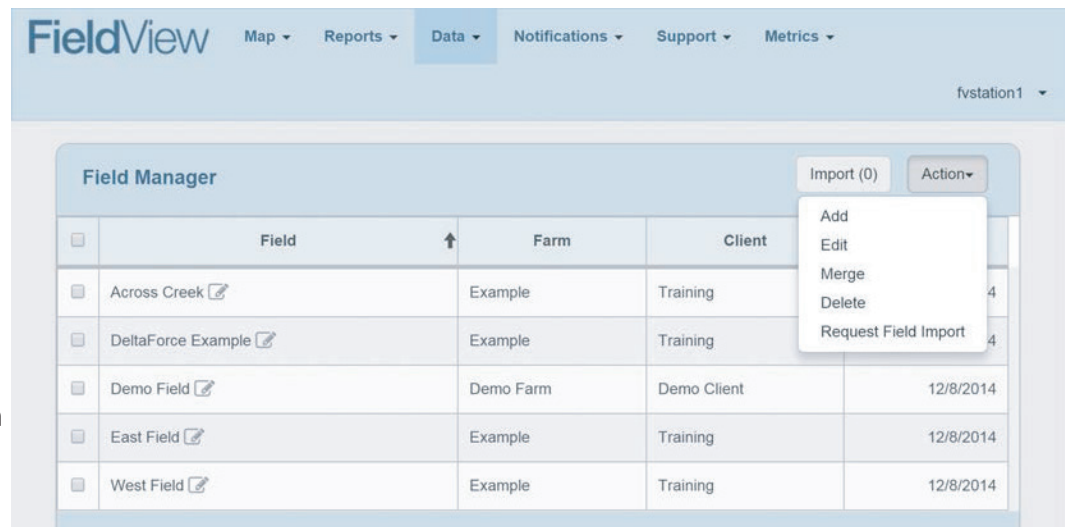 FieldView Map Reports Data Notifications Support Metrics
fvstation1
Field Manager Import (0) Action
Add
Edit
Merge
Delete
Request Field Import
Field Farm Client
Across Creek Example Training 4
DeltaForce Example Example Training 4
Demo Field Demo Farm Demo Client 12/8/2014
East Field Example Training 12/8/2014
West Field Example Training 12/8/2014